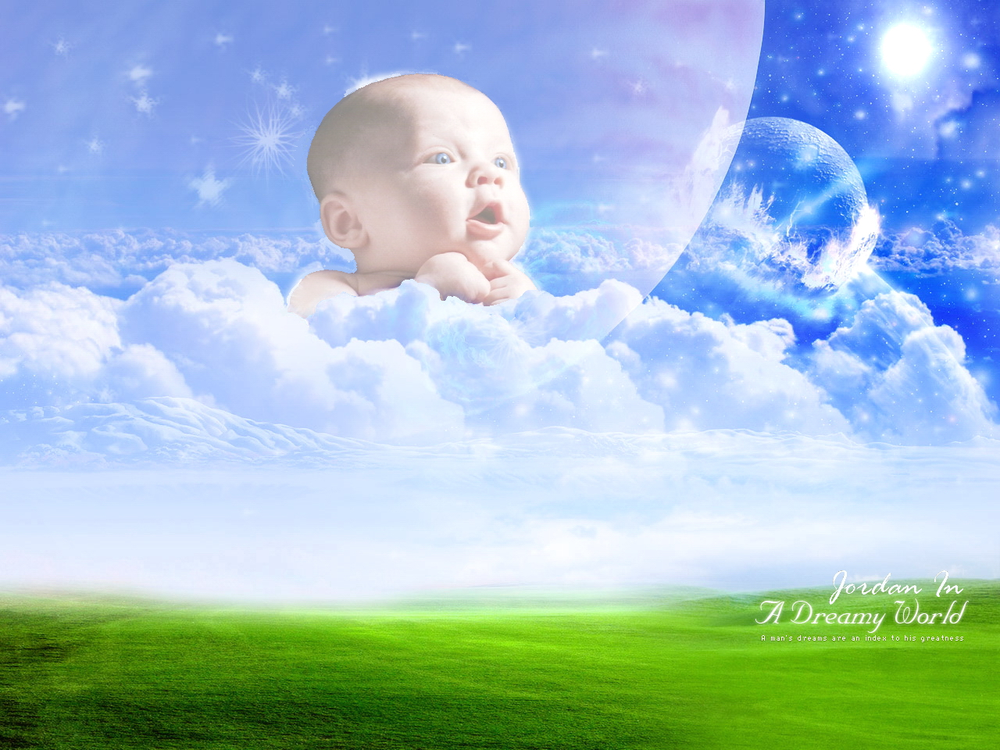 Jordan In
A Dreamy World
A man's dreams are an index to his greatness